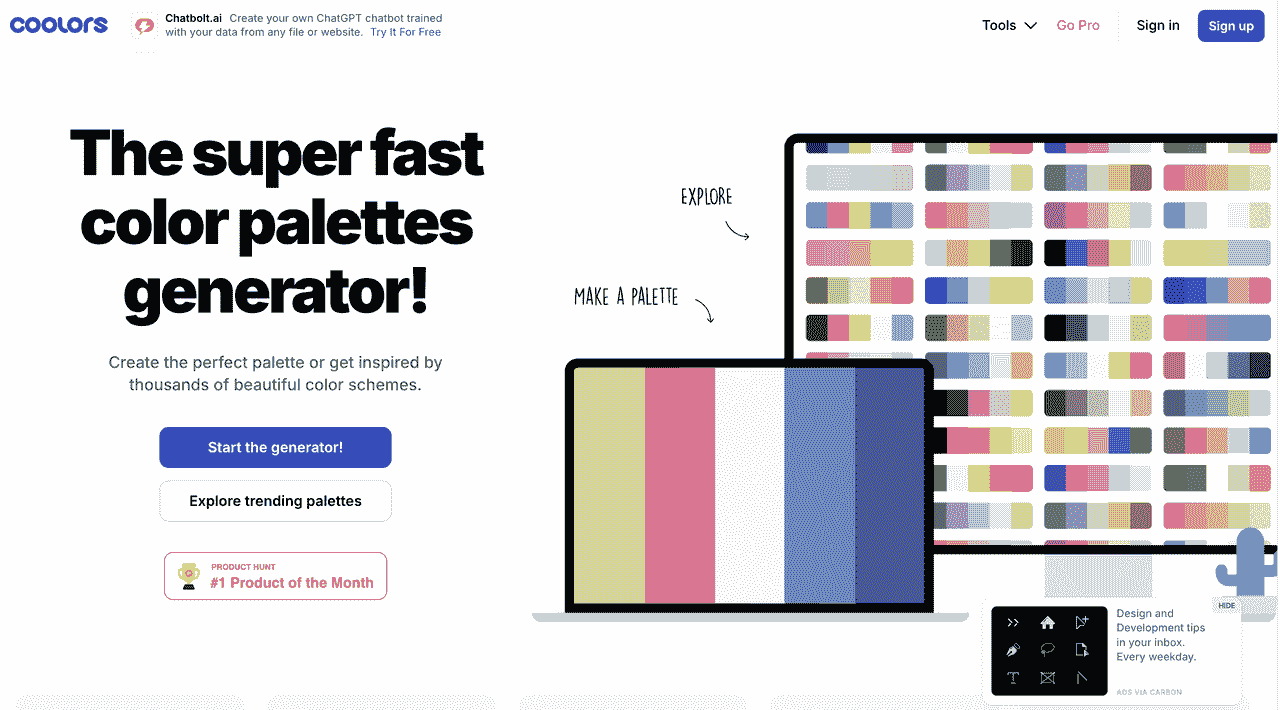 coolors
Chatbolt.ai Create your own ChatGPT chatbot trained
with your data from any file or website. Try It For Free
Tools
Go Pro
Sign in
Sign up
The super fast
color palettes
generator!
Create the perfect palette or get inspired by
thousands of beautiful color schemes.
Start the generator!
Explore trending palettes
PRODUCT HUNT
#1 Product of the Month
EXPLORE
MAKE A PALETTE
HIDE
Design and
Development tips
in your inbox.
Every weekday.
ADS VIA CARBON